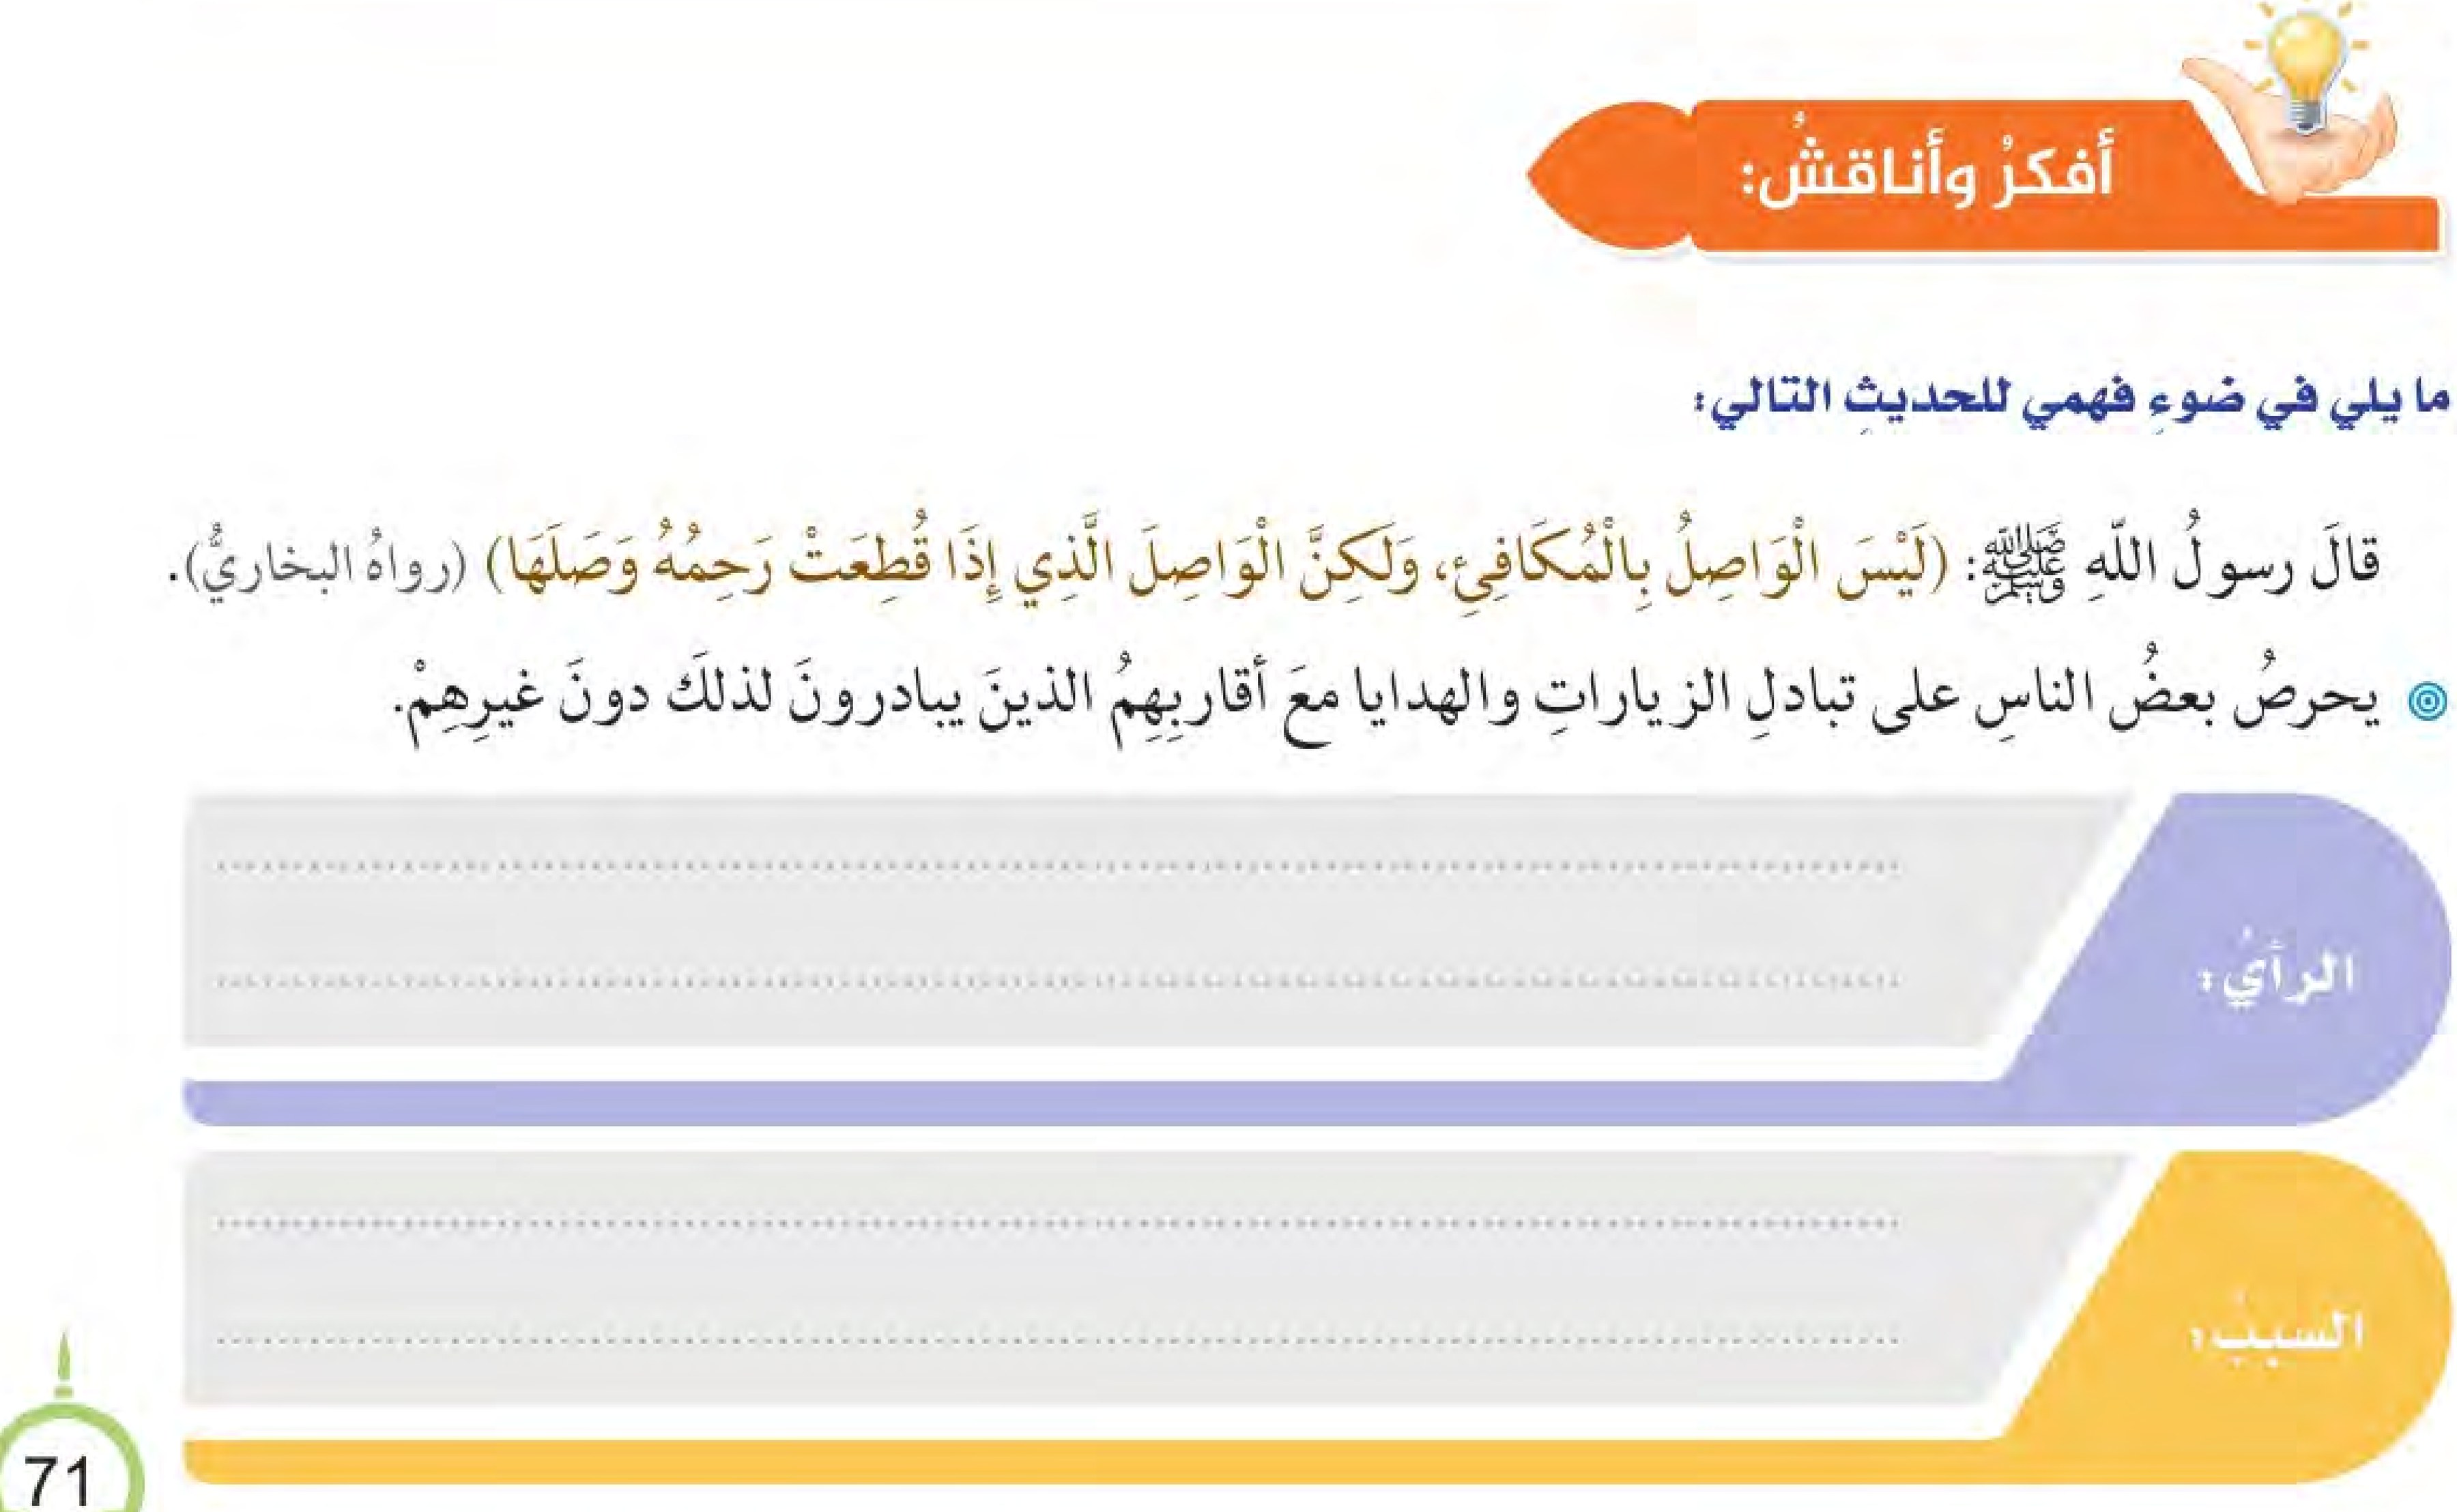 أفكرُ وأناقشُ:
ما يلي في ضوءِ فهمي للحديثِ التالي:
قالَ رسولُ اللّهِ ﷺ: (لَيْسَ الْوَاصِلُ بِالْمُكَافِئِ، وَلَكِنَّ الْوَاصِلَ الَّذِي إِذَا قُطِعَتْ رَحِمُهُ وَصَلَهَا) (رواهُ البخاريُّ).
يحرصُ بعضُ الناسِ على تبادلِ الزياراتِ والهدايا معَ أقاربِهِمُ الذينَ يبادرونَ لذلكَ دونَ غيرِهِمْ.
الرأيُ:
السببُ:
71